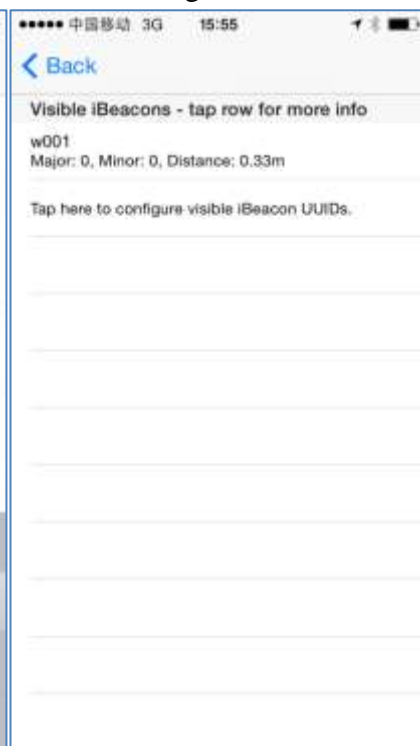 中国移动 3G 15:55
Back
Visible iBeacons - tap row for more info
w001
Major: 0, Minor: 0, Distance: 0.33m
Tap here to configure visible iBeacon UUIDs.